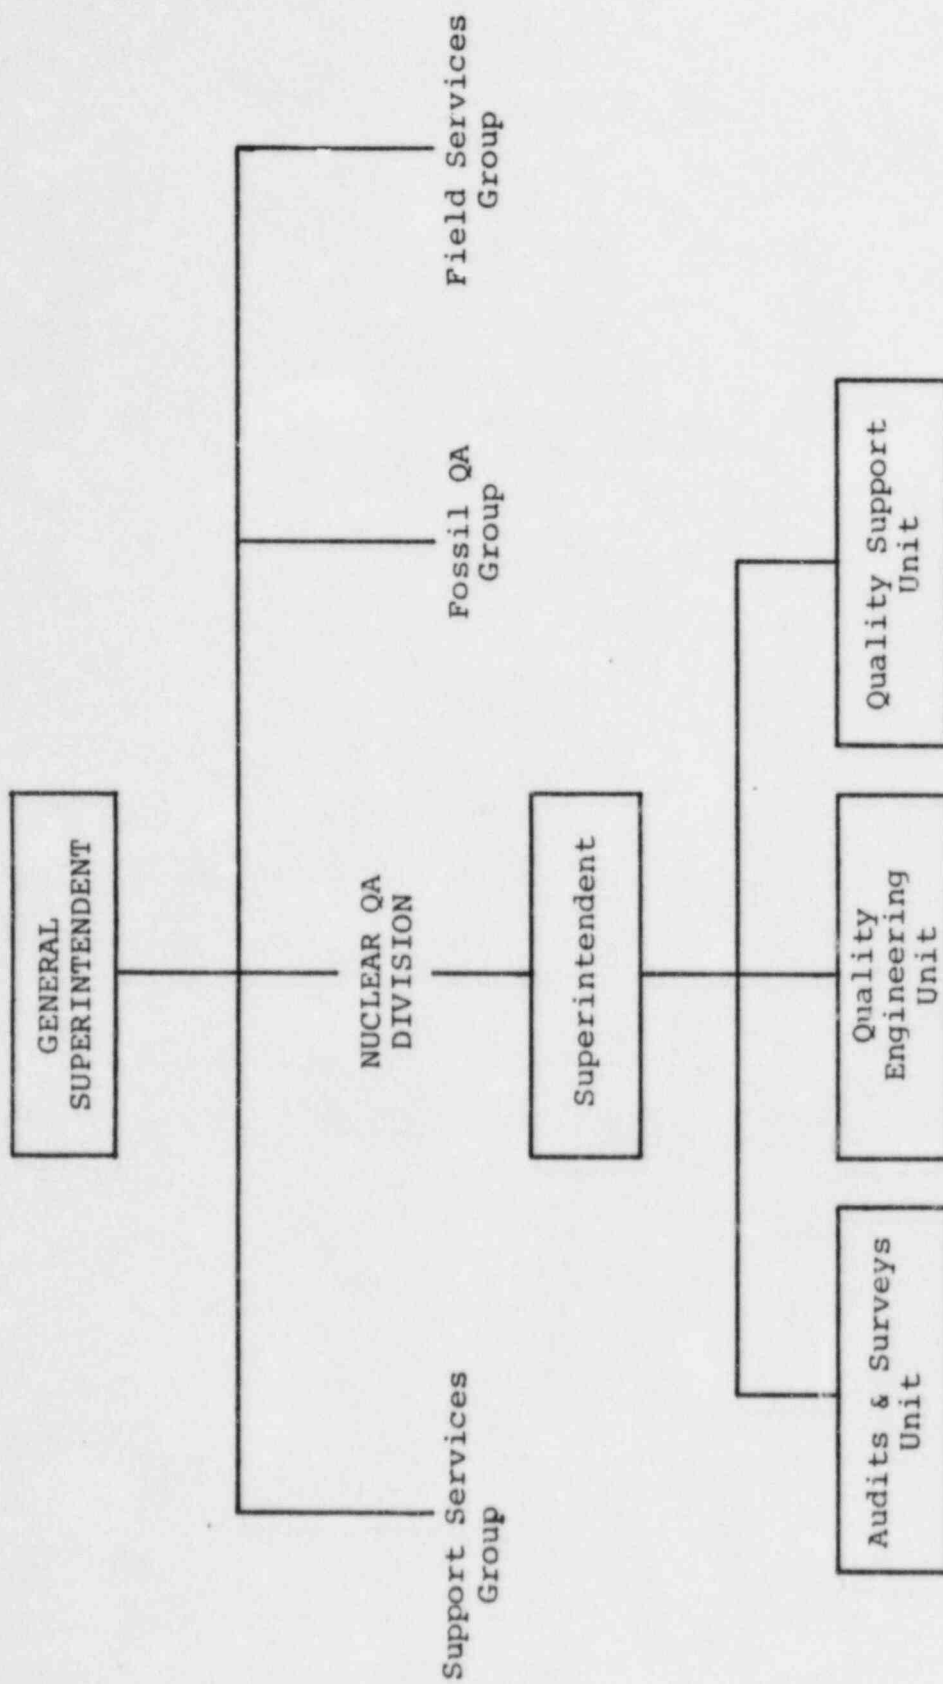 GENERAL
SUPERINTENDENT
Support Services
Group
NUCLEAR QA
DIVISION
Fossil QA
Group
Field Services
Group
Superintendent
Audits & Surveys
Unit
Quality
Engineering
Unit
Quality Support
Unit